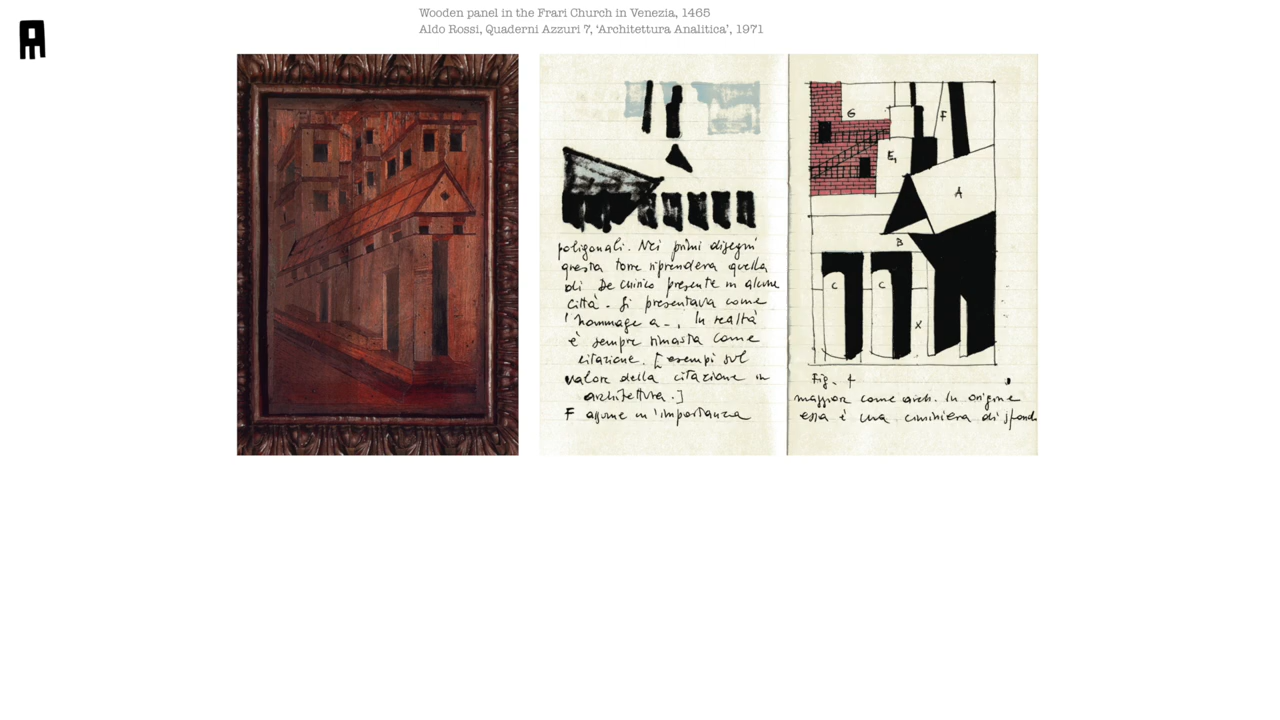 Wooden panel in the Frari Church in Venezia, 1465
Aldo Rossi, Quaderni Azzuri 7, ‘Architettura Analitica’, 1971
poligonali. Nei primi disegni
questa torre riprendeva quella
di De Chirico presente in alcune
città. Si presentava come
l'hommage a.., In realtà
è sempre rimasta come
citazione. [esempi sul
valore della citazione in
architettura.]
F assume un'importanza
G
F
E,
A
B
C
C
X
Fig. 4
maggior come arch. In origine
essa è una ciminiera di